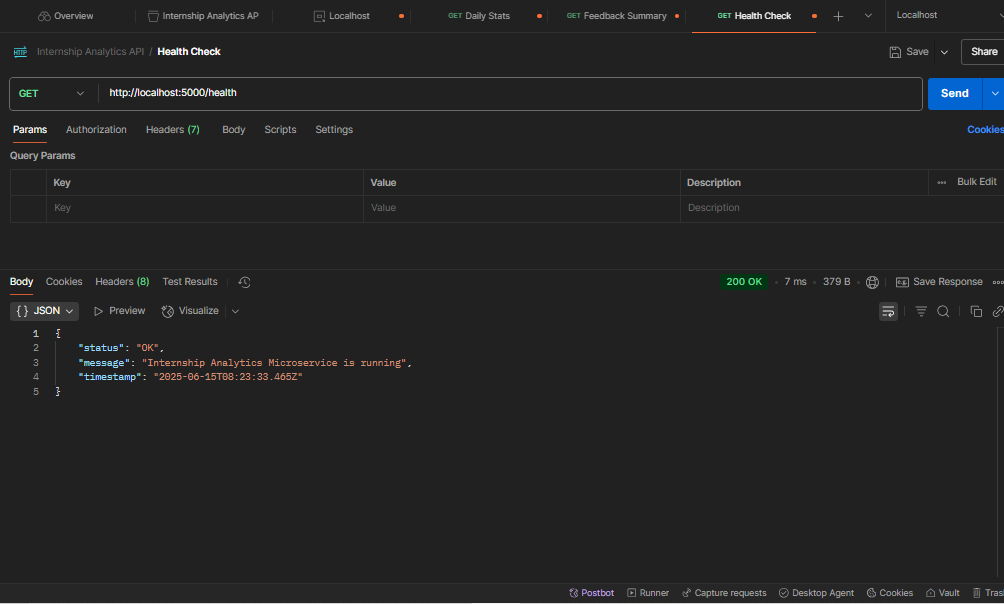 Overview Internship Analytics AP Localhost GET Daily Stats GET Feedback Summary GET Health Check Localhost
HTTP Internship Analytics API / Health Check Save Share
GET http://localhost:5000/health Send
Params Authorization Headers (7) Body Scripts Settings Cookies
Query Params
Key Value Description ••• Bulk Edit
Key Value Description
Body Cookies Headers (8) Test Results 200 OK • 7 ms • 379 B • Save Response •••
{ } JSON Preview Visualize
1 {
2 "status": "OK",
3 "message": "Internship Analytics Microservice is running",
4 "timestamp": "2025-06-15T08:23:33.465Z"
5 }
Postbot Runner Capture requests Desktop Agent Cookies Vault Tras